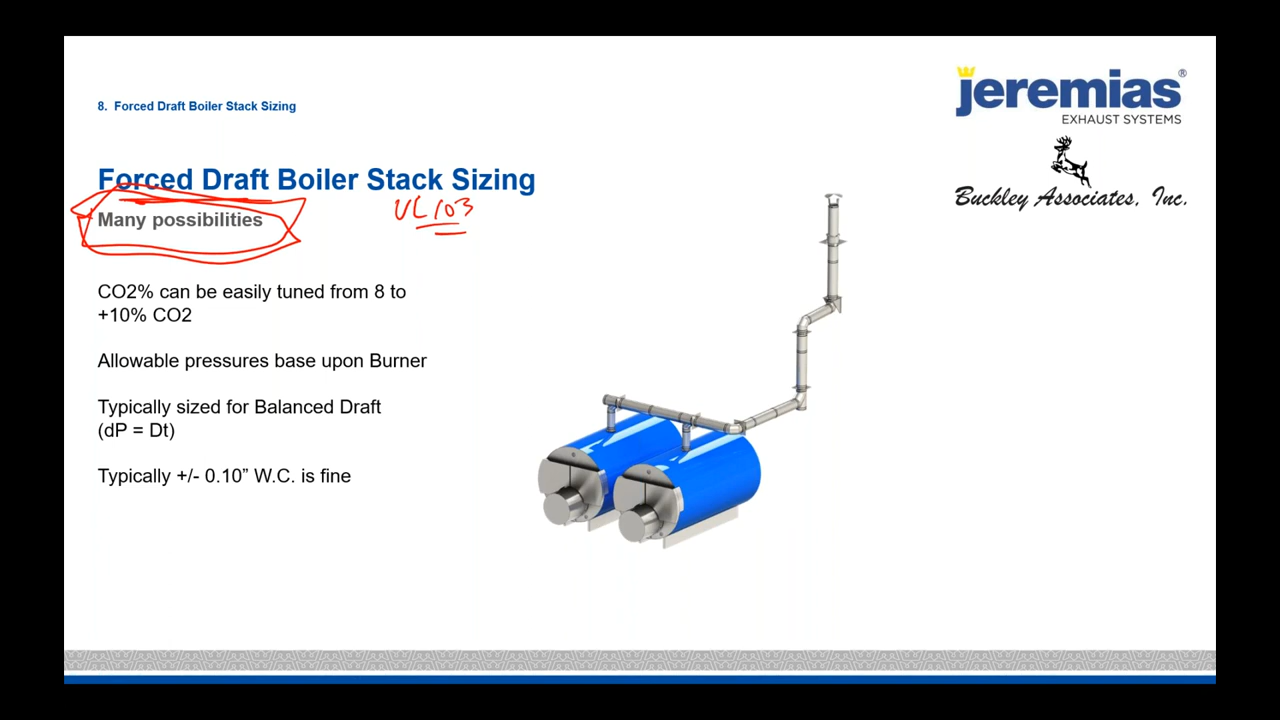 8. Forced Draft Boiler Stack Sizing
jeremias®
EXHAUST SYSTEMS
Buckley Associates, Inc.
Forced Draft Boiler Stack Sizing
Many possibilities
UL 103
CO2% can be easily tuned from 8 to
+10% CO2
Allowable pressures base upon Burner
Typically sized for Balanced Draft
(dP = Dt)
Typically +/- 0.10” W.C. is fine